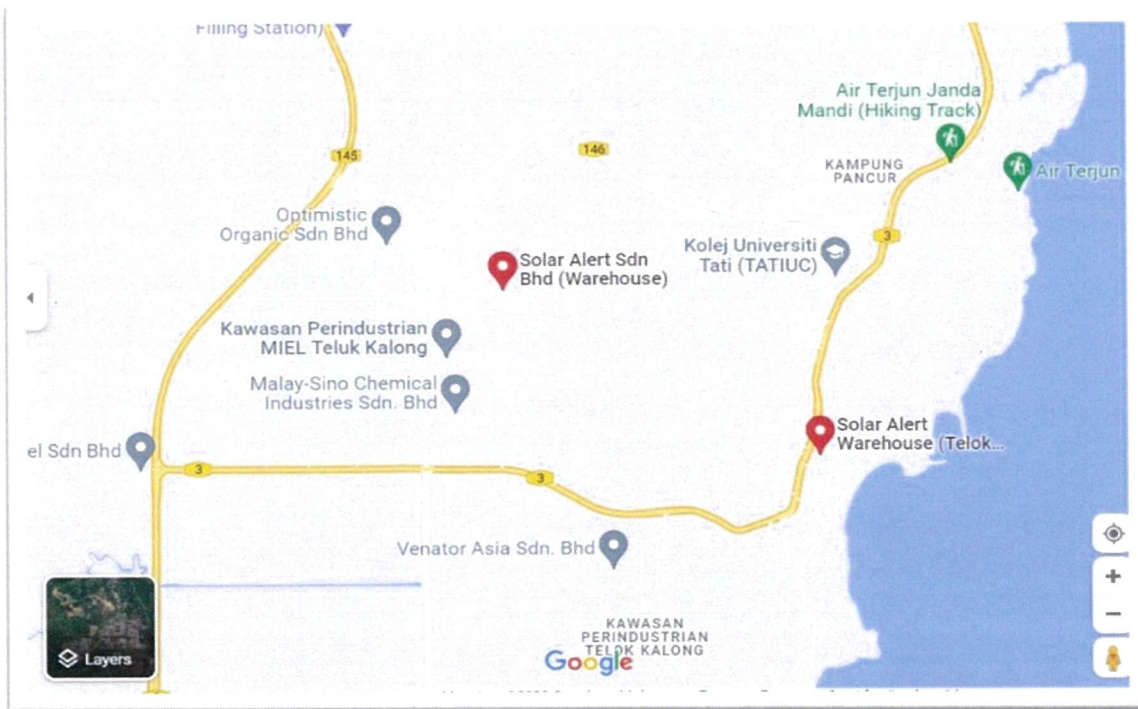 Filling Station)
Air Terjun Janda
Mandi (Hiking Track)
145
146
KAMPUNG
PANCUR
Air Terjun
Optimistic
Organic Sdn Bhd
3
Kolej Universiti
Tati (TATIUC)
Solar Alert Sdn
Bhd (Warehouse)
Kawasan Perindustrian
MIEL Teluk Kalong
Malay-Sino Chemical
Industries Sdn. Bhd
Solar Alert
Warehouse (Telok...
el Sdn Bhd
3
3
Venator Asia Sdn. Bhd
KAWASAN
PERINDUSTRIAN
TELOK KALONG
Layers
Google